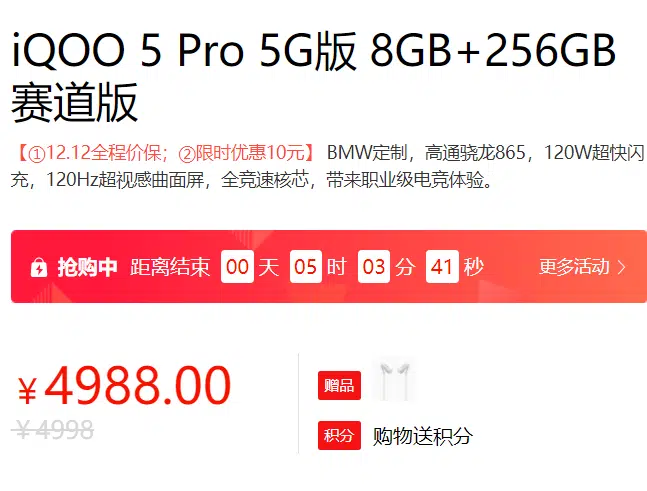 iQOO 5 Pro 5G版 8GB+256GB
赛道版
【①12.12全程价保；②限时优惠10元】 BMW定制，高通骁龙865，120W超快闪
充，120Hz超视感曲面屏，全竞速核芯，带来职业级电竞体验。
抢购中 距离结束 00 天 05 时 03 分 41 秒 更多活动 >
￥4988.00
￥4998
赠品
积分 购物送积分